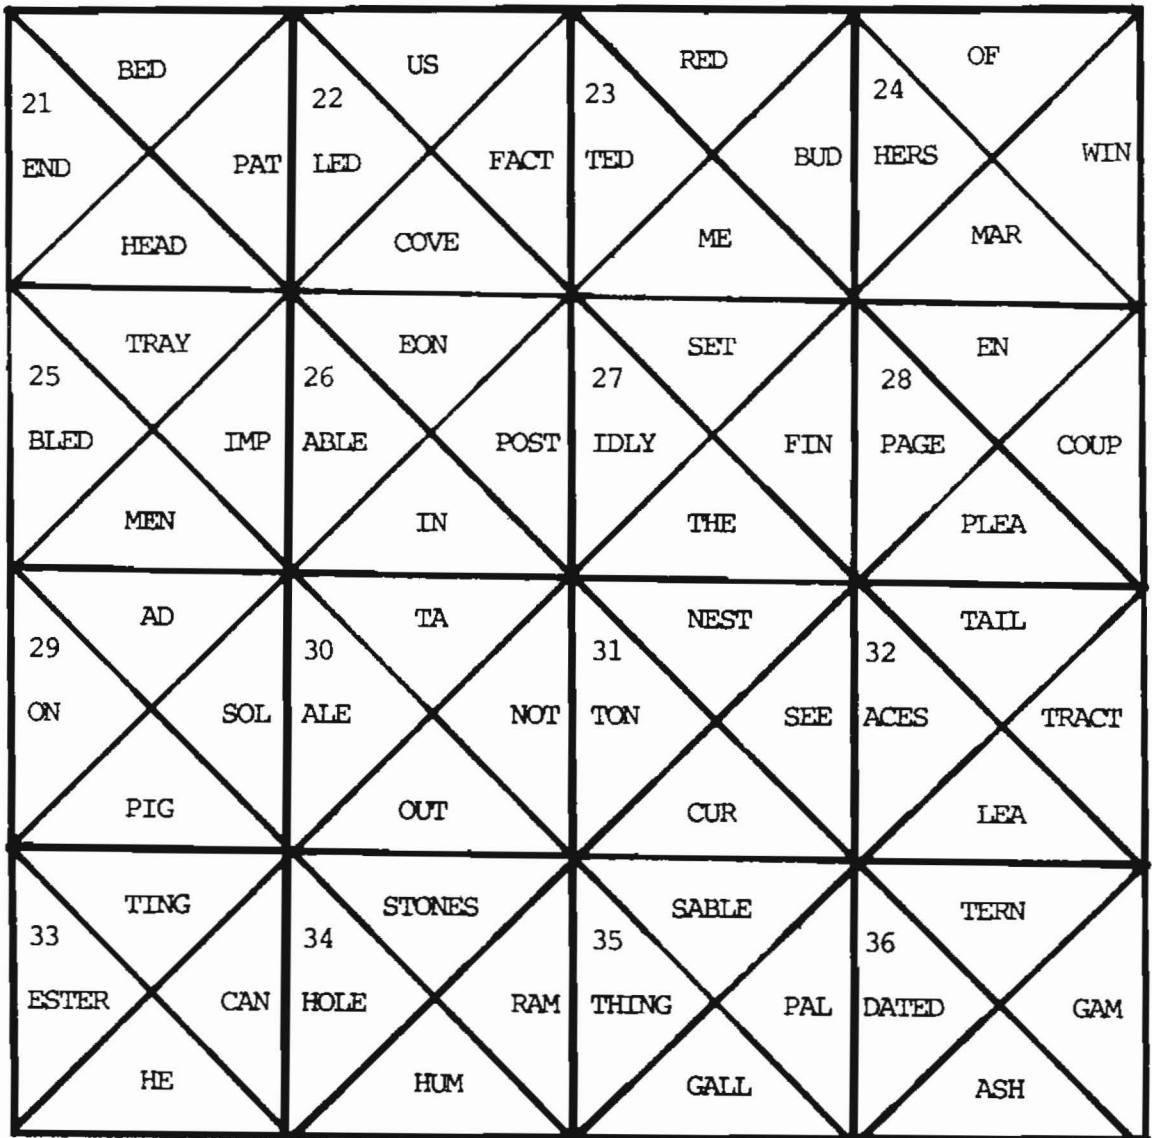 BED US RED OF
21 22 23 24
END PAT LED FACT TED BUD HERS WIN
HEAD COVE ME MAR
TRAY EON SET EN
25 26 27 28
BLED IMP ABLE POST IDLY FIN PAGE COUP
MEN IN THE PLEA
AD TA NEST TAIL
29 30 31 32
ON SOL ALE NOT TON SEE ACES TRACT
PIG OUT CUR LEA
TING STONES SABLE TERN
33 34 35 36
ESTER CAN HOLE RAM THING PAL DATED GAM
HE HUM GALL ASH